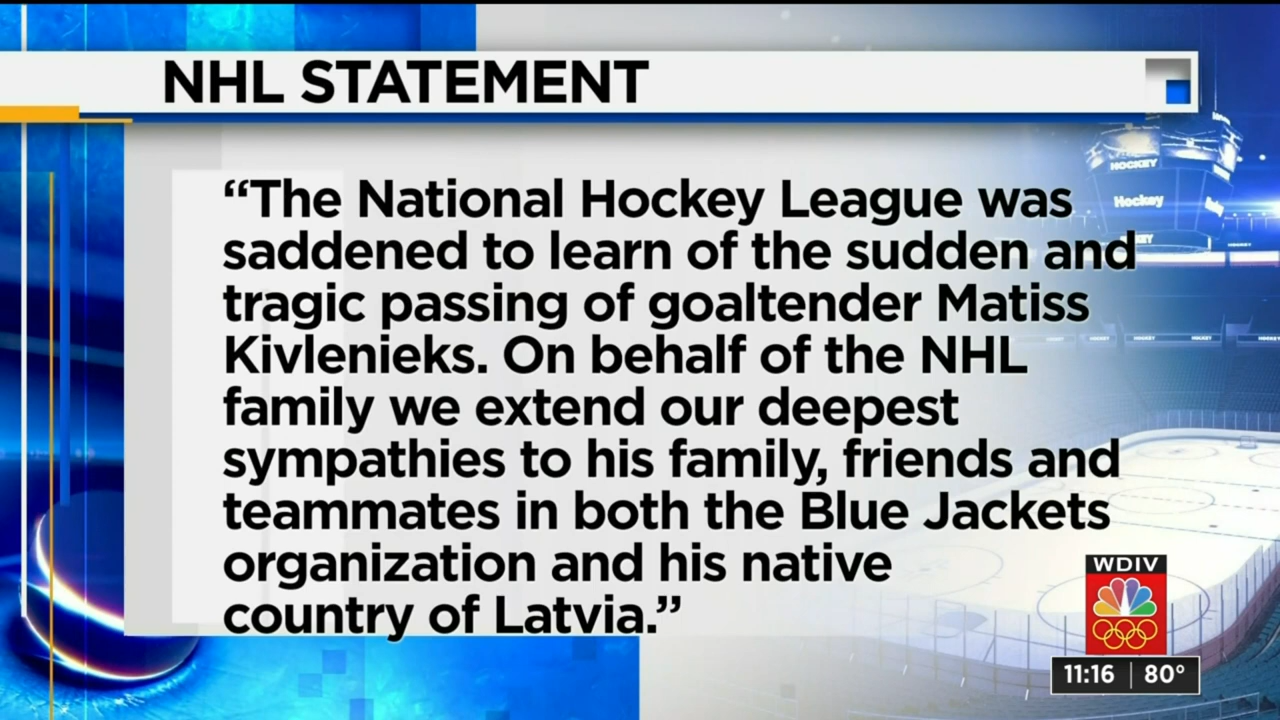 NHL STATEMENT
“The National Hockey League was
saddened to learn of the sudden and
tragic passing of goaltender Matiss
Kivlenieks. On behalf of the NHL
family we extend our deepest
sympathies to his family, friends and
teammates in both the Blue Jackets
organization and his native
country of Latvia.”
HOCKEY
Hockey
WDIV
11:16 80°